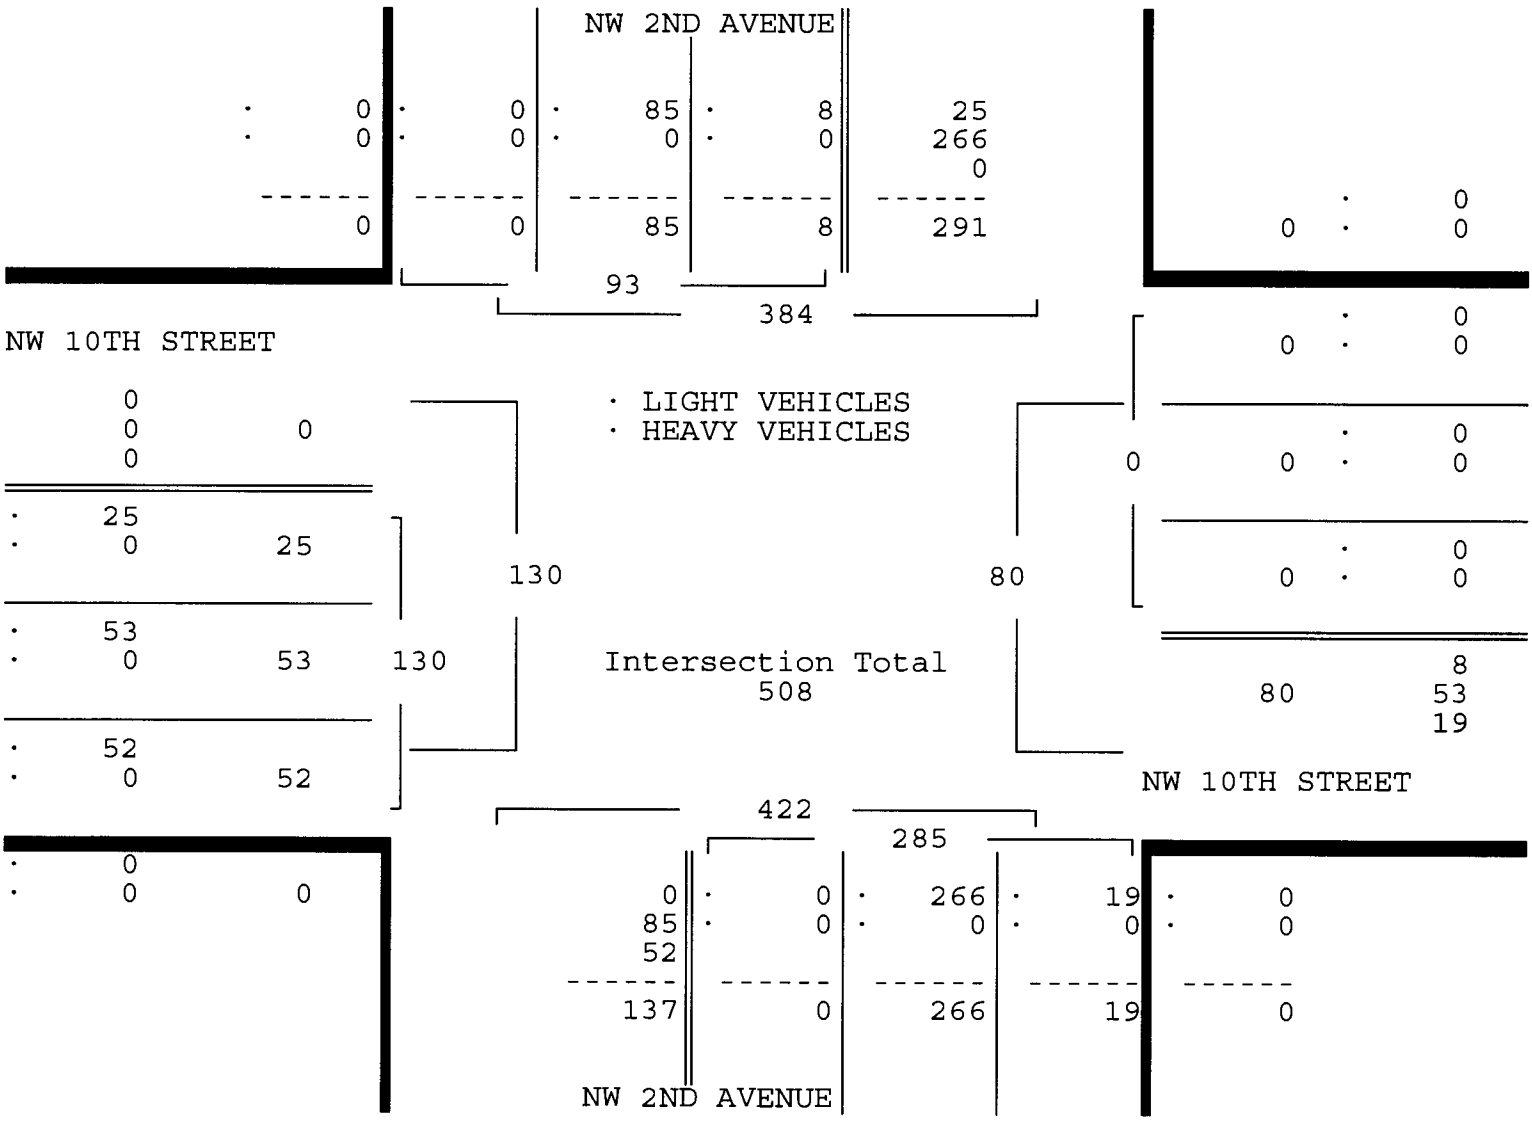 NW 2ND AVENUE
· 0 · 0 · 85 · 8 25
· 0 · 0 · 0 · 0 266
0
------ ------ ------ ------ ------
· 0
0 0 85 8 291 0 · 0
93
384 · 0
NW 10TH STREET 0 · 0
0 · LIGHT VEHICLES
0 0 · HEAVY VEHICLES · 0
0 0 0 · 0
· 25
· 0 25 · 0
130 80 0 · 0
· 53
· 0 53 130 Intersection Total 8
508 80 53
19
· 52
· 0 52 NW 10TH STREET
422
285
· 0
· 0 0 0 · 0 · 266 · 19 · 0
85 · 0 · 0 · 0 · 0
52
------ ------ ------ ------ ------
137 0 266 19 0
NW 2ND AVENUE